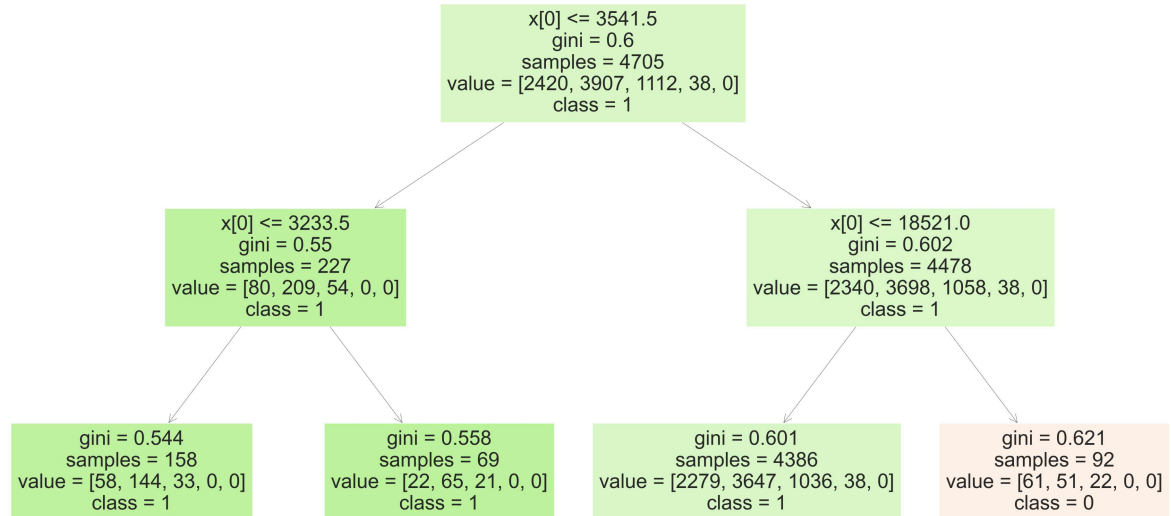 x[0] <= 3541.5
gini = 0.6
samples = 4705
value = [2420, 3907, 1112, 38, 0]
class = 1
x[0] <= 3233.5
gini = 0.55
samples = 227
value = [80, 209, 54, 0, 0]
class = 1
x[0] <= 18521.0
gini = 0.602
samples = 4478
value = [2340, 3698, 1058, 38, 0]
class = 1
gini = 0.544
samples = 158
value = [58, 144, 33, 0, 0]
class = 1
gini = 0.558
samples = 69
value = [22, 65, 21, 0, 0]
class = 1
gini = 0.601
samples = 4386
value = [2279, 3647, 1036, 38, 0]
class = 1
gini = 0.621
samples = 92
value = [61, 51, 22, 0, 0]
class = 0